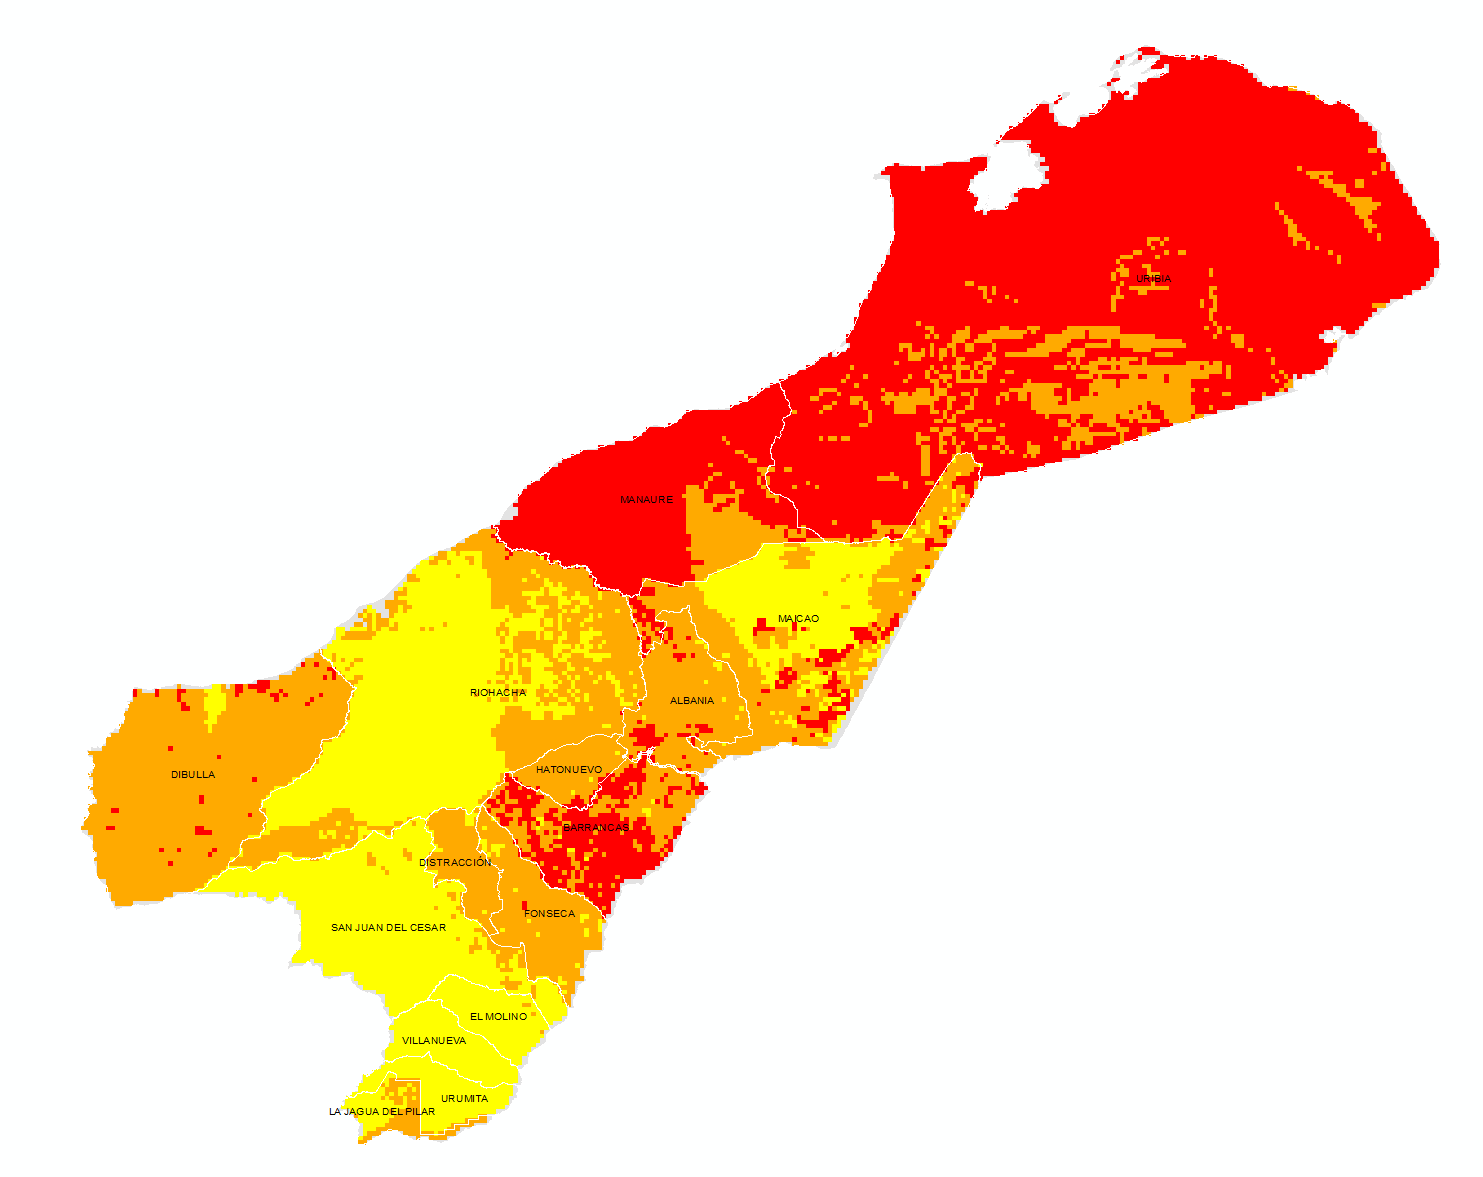 URIBIA
MANAURE
MAICAO
RIOHACHA
ALBANIA
HATONUEVO
DIBULLA
BARRANCAS
DISTRACCIÓN
FONSECA
SAN JUAN DEL CESAR
EL MOLINO
VILLANUEVA
URUMITA
LA JAGUA DEL PILAR